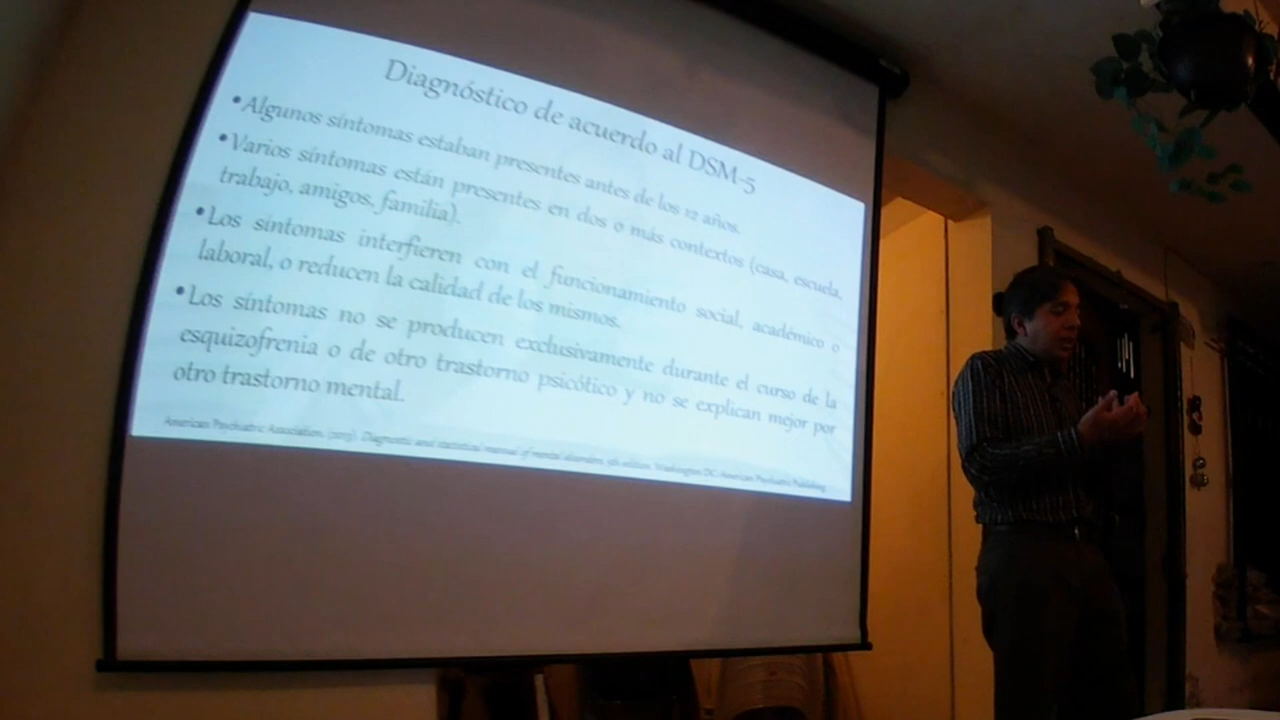 Diagnóstico de acuerdo al DSM-5
•Algunos síntomas estaban presentes antes de los 12 años.
•Varios síntomas están presentes en dos o más contextos (casa, escuela,
trabajo, amigos, familia).
•Los síntomas interfieren con el funcionamiento social, académico o
laboral, o reducen la calidad de los mismos.
•Los síntomas no se producen exclusivamente durante el curso de la
esquizofrenia o de otro trastorno psicótico y no se explican mejor por
otro trastorno mental.
American Psychiatric Association. (2013). Diagnostic and statistical manual of mental disorders, 5th edition. Washington DC: American Psychiatric Publishing.